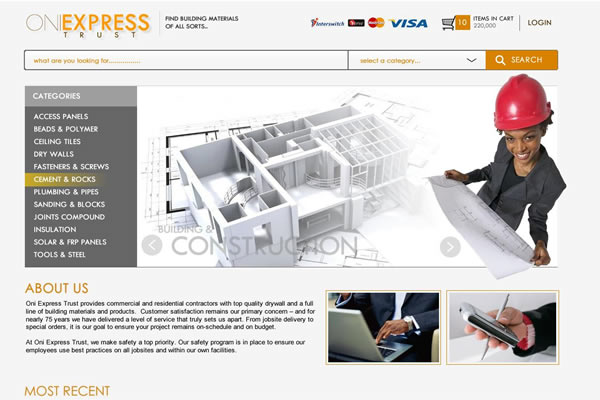 ONIEXPRESS
TRUST
FIND BUILDING MATERIALS
OF ALL SORTS..
interswitch
VISA
10
ITEMS IN CART
220,000
LOGIN
what are you looking for...............
select a category...
SEARCH
CATEGORIES
ACCESS PANELS
BEADS & POLYMER
CEILING TILES
DRY WALLS
FASTENERS & SCREWS
CEMENT & ROCKS
PLUMBING & PIPES
SANDING & BLOCKS
JOINTS COMPOUND
INSULATION
SOLAR & FRP PANELS
TOOLS & STEEL
BUILDING &
CONSTRUCTION
ABOUT US
Oni Express Trust provides commercial and residential contractors with top quality drywall and a full
line of building materials and products. Customer satisfaction remains our primary concern – and for
nearly 75 years we have delivered a level of service that truly sets us apart. From jobsite delivery to
special orders, it is our goal to ensure your project remains on-schedule and on budget.
At Oni Express Trust, we make safety a top priority. Our safety program is in place to ensure our
employees use best practices on all jobsites and within our own facilities.
MOST RECENT